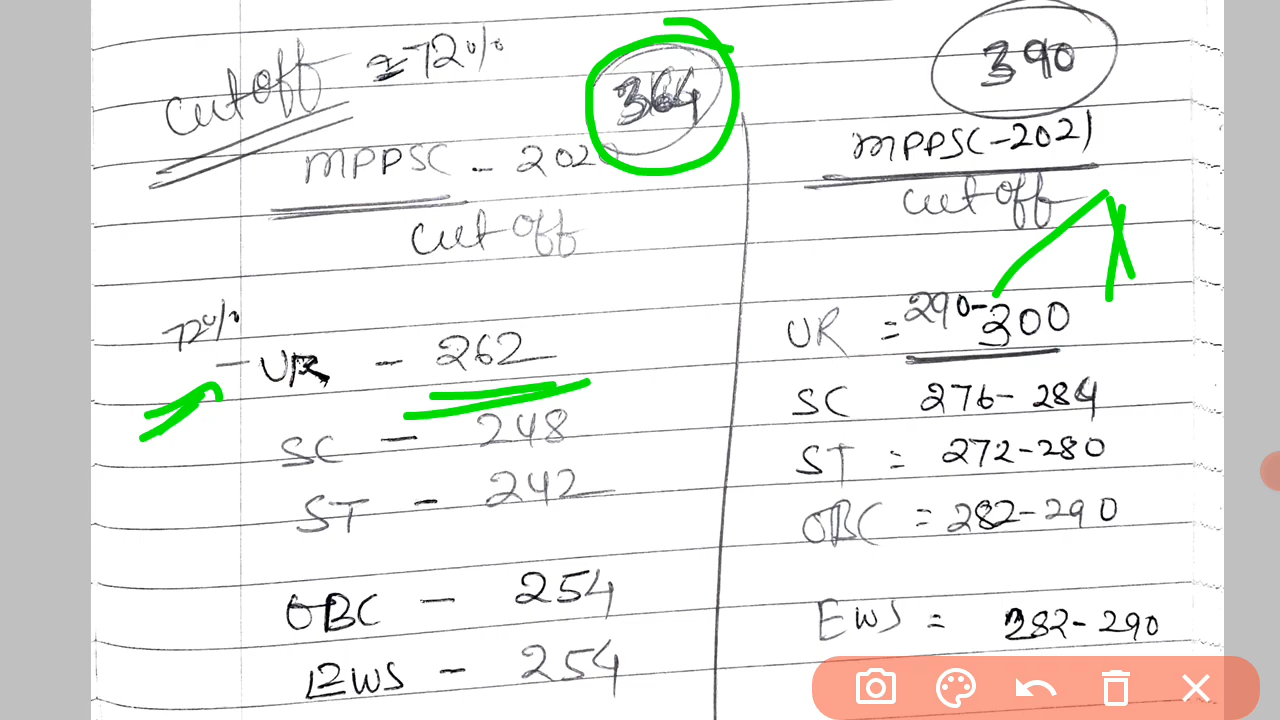 cutoff ≥72%
364
MPPSC - 2020
cut off
72%
- UR - 262
SC - 248
ST - 242
OBC - 254
EWS - 254
390
MPPSC-2021
cut off
UR = 290-300
SC 276-284
ST = 272-280
OBC = 282-290
EWS = 282-290